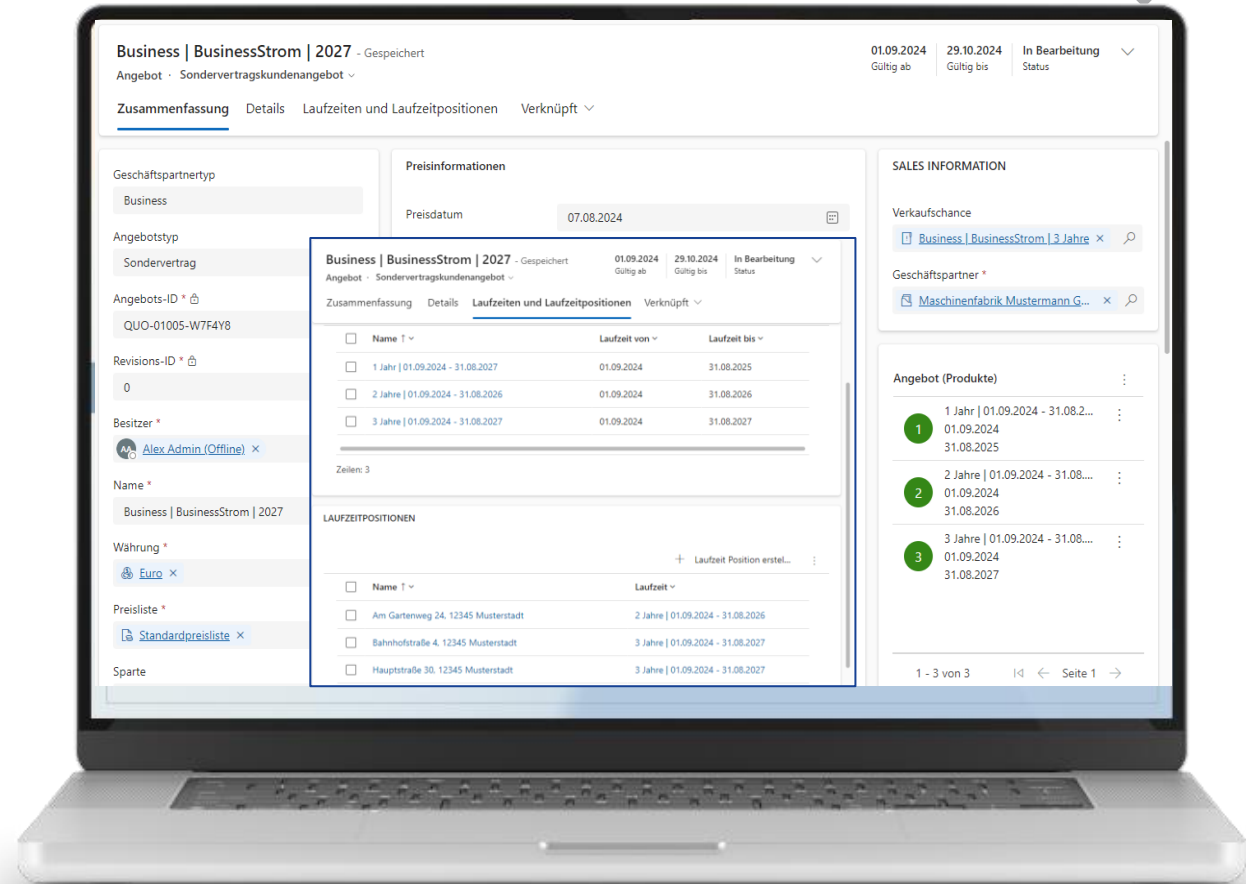 Business | BusinessStrom | 2027 - Gespeichert
Angebot · Sondervertragskundenangebot
01.09.2024 29.10.2024 In Bearbeitung
Gültig ab Gültig bis Status
Zusammenfassung Details Laufzeiten und Laufzeitpositionen Verknüpft
Geschäftspartnertyp
Business
Angebotstyp
Sondervertrag
Angebots-ID *
QUO-01005-W7F4Y8
Revisions-ID *
0
Besitzer *
AA Alex Admin (Offline) ×
Name *
Business | BusinessStrom | 2027
Währung *
Euro ×
Preisliste *
Standardpreisliste ×
Sparte
Preisinformationen
Preisdatum 07.08.2024
Business | BusinessStrom | 2027 - Gespeichert
Angebot · Sondervertragskundenangebot
01.09.2024 29.10.2024 In Bearbeitung
Gültig ab Gültig bis Status
Zusammenfassung Details Laufzeiten und Laufzeitpositionen Verknüpft
Name ↑ Laufzeit von Laufzeit bis
1 Jahr | 01.09.2024 - 31.08.2027 01.09.2024 31.08.2025
2 Jahre | 01.09.2024 - 31.08.2026 01.09.2024 31.08.2026
3 Jahre | 01.09.2024 - 31.08.2027 01.09.2024 31.08.2027
Zeilen: 3
LAUFZEITPOSITIONEN
+ Laufzeit Position erstel...
Name ↑ Laufzeit
Am Gartenweg 24, 12345 Musterstadt 2 Jahre | 01.09.2024 - 31.08.2026
Bahnhofstraße 4, 12345 Musterstadt 3 Jahre | 01.09.2024 - 31.08.2027
Hauptstraße 30, 12345 Musterstadt 3 Jahre | 01.09.2024 - 31.08.2027
SALES INFORMATION
Verkaufschance
Business | BusinessStrom | 3 Jahre ×
Geschäftspartner *
Maschinenfabrik Mustermann G... ×
Angebot (Produkte)
1 Jahr | 01.09.2024 - 31.08.2...
1 01.09.2024
31.08.2025
2 Jahre | 01.09.2024 - 31.08....
2 01.09.2024
31.08.2026
3 Jahre | 01.09.2024 - 31.08....
3 01.09.2024
31.08.2027
1 - 3 von 3 Seite 1